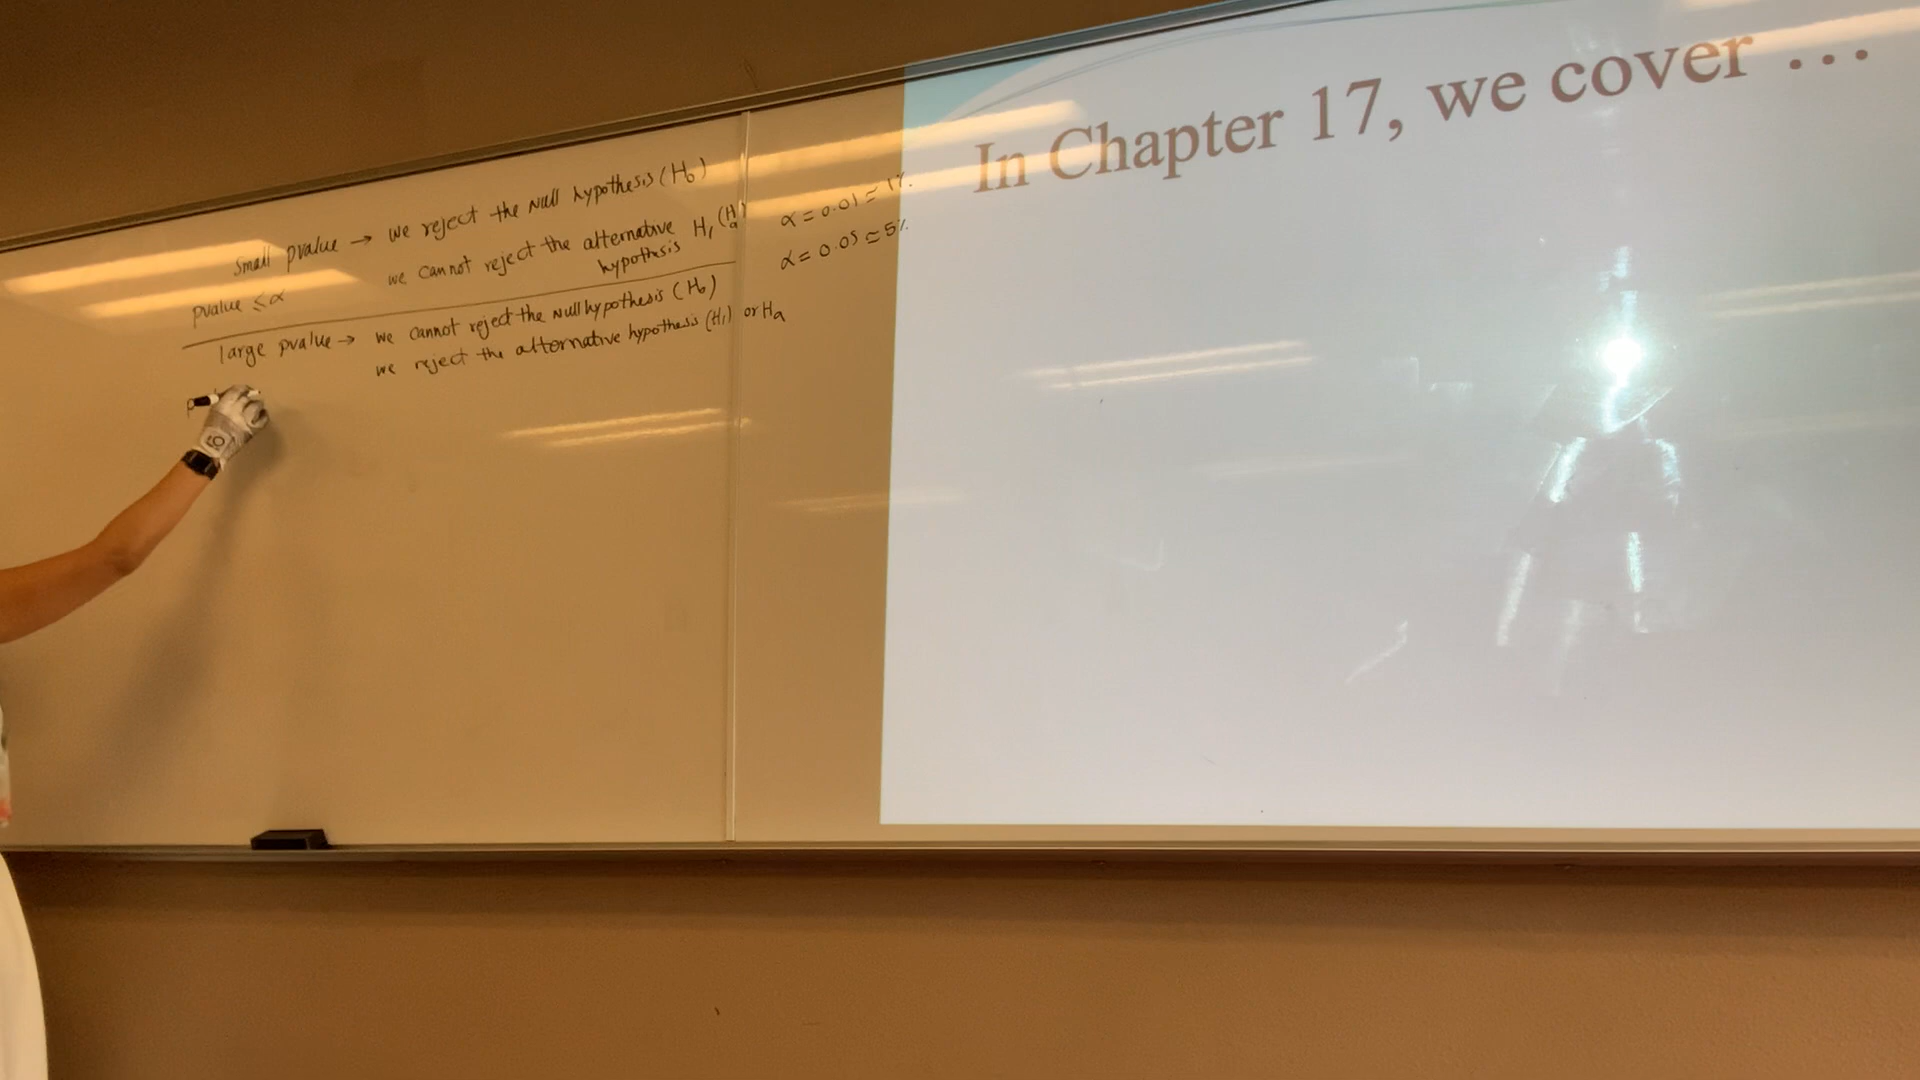 small pvalue → we reject the Null hypothesis (H₀)
we cannot reject the alternative H₁ (Ha)
hypothesis
pvalue ≤ α
large pvalue → we cannot reject the Null hypothesis (H₀)
we reject the alternative hypothesis (H₁) or Ha
p
α = 0.01 ≃ 1%
α = 0.05 ≃ 5%
In Chapter 17, we cover ...